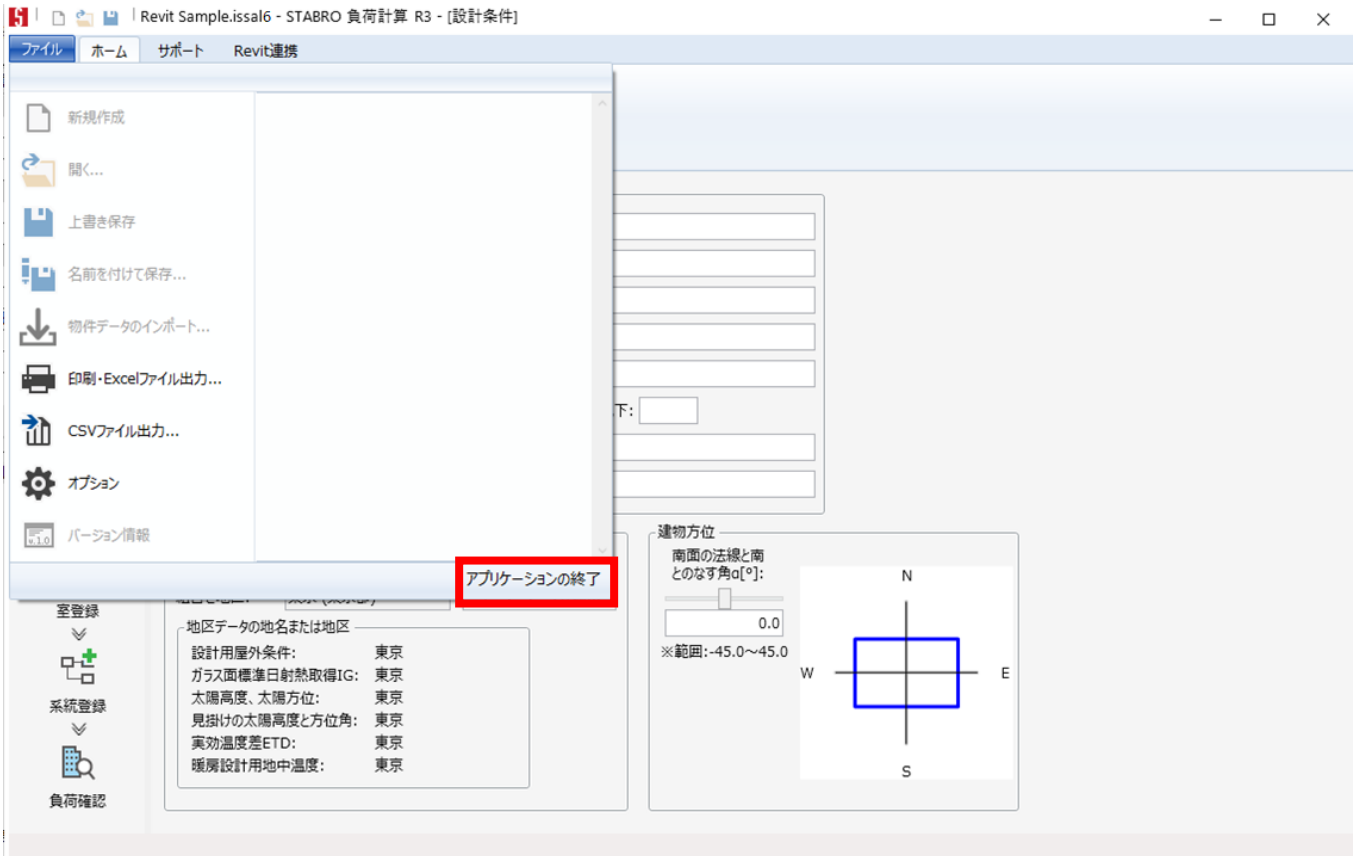 Revit Sample.issal6 - STABRO 負荷計算 R3 - [設計条件]
ファイル ホーム サポート Revit連携
新規作成
開く...
上書き保存
名前を付けて保存...
物件データのインポート...
印刷・Excelファイル出力...
CSVファイル出力...
オプション
バージョン情報
アプリケーションの終了
下:
室登録
系統登録
負荷確認
地区データの地名または地区
設計用屋外条件: 東京
ガラス面標準日射熱取得IG: 東京
太陽高度、太陽方位: 東京
見掛けの太陽高度と方位角: 東京
実効温度差ETD: 東京
暖房設計用地中温度: 東京
建物方位
南面の法線と南
とのなす角α[°]:
0.0
※範囲:-45.0～45.0
N
W E
S